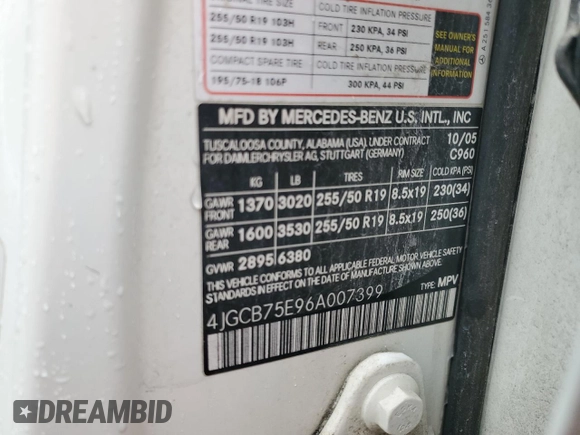 COLD TIRE INFLATION PRESSURE
255/50 R19 103H FRONT 230 KPA, 34 PSI
255/50 R19 103H REAR 250 KPA, 36 PSI
COMPACT SPARE TIRE COLD TIRE INFLATION PRESSURE
195/75-18 106P 300 KPA, 44 PSI
SEE OWNER'S
MANUAL FOR
ADDITIONAL
INFORMATION
A 251 584
MFD BY MERCEDES-BENZ U.S. INTL., INC
TUSCALOOSA COUNTY, ALABAMA (USA). UNDER CONTRACT 10/05
FOR DAIMLERCHRYSLER AG, STUTTGART (GERMANY) C960
KG LB TIRES RIM SIZE COLD KPA (PSI)
GAWR FRONT 1370 3020 255/50 R19 8.5x19 230(34)
GAWR REAR 1600 3530 255/50 R19 8.5x19 250(36)
GVWR 2895 6380
THIS VEHICLE CONFORMS TO ALL APPLICABLE FEDERAL MOTOR VEHICLE SAFETY
STANDARDS IN EFFECT ON THE DATE OF MANUFACTURE SHOWN ABOVE.
4JGCB75E96A007399 TYPE: MPV
DREAMBID